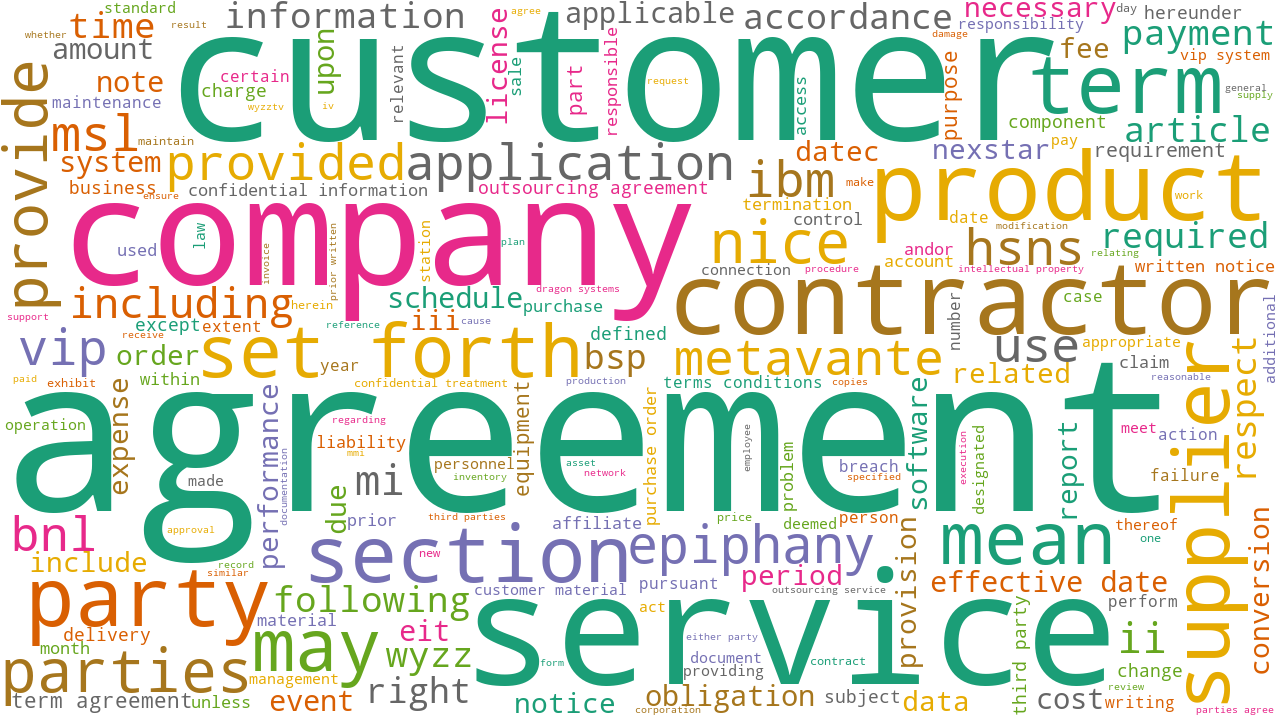 standard
result
agree
information
applicable
accordance
necessary
day
hereunder
time
whether
customer
responsibility
damage
payment
amount
upon
relevant
license
sale
part
responsible
fee
term
vip system
note
certain
charge
request
access
purpose
general
supply
maintenance
wyzztv
iv
component
article
provide
msl
maintain
pay
system
provided
application
datec
nexstar
requirement
business
ensure
confidential information
outsourcing agreement
ibm
make
product
work
company
termination
control
date
modification
used
law
invoice
prior written
station
plan
nice
andor
hsns
required
relating
connection
procedure
account
intellectual property
written notice
dragon systems
support
including
herein
schedule
purchase
contractor
number
case
additional
except
extent
reference
iii
cause
defined
receive
vip
order
set forth
year
bsp
metavante
use
appropriate
claim
paid
exhibit
within
confidential treatment
production
terms conditions
copies
related
reasonable
supplier
respect
expense
agreement
operation
performance
regarding
liability
mmi
equipment
purchase order
employee
software
execution
designated
report
meet
action
personnel
asset
network
inventory
problem
breach
specified
failure
made
documentation
mi
due
bnl
approval
prior
third parties
affiliate
price
deemed
person
provision
mean
thereof
one
conversion
include
record
similar
section
new
epiphany
period
effective date
party
following
customer material
pursuant
outsourcing service
perform
material
may
eit
act
service
third party
ii
delivery
month
wyzz
form
either party
document
contract
change
parties
management
providing
review
term agreement
unless
event
right
notice
obligation
corporation
subject
data
cost
writing
parties agree